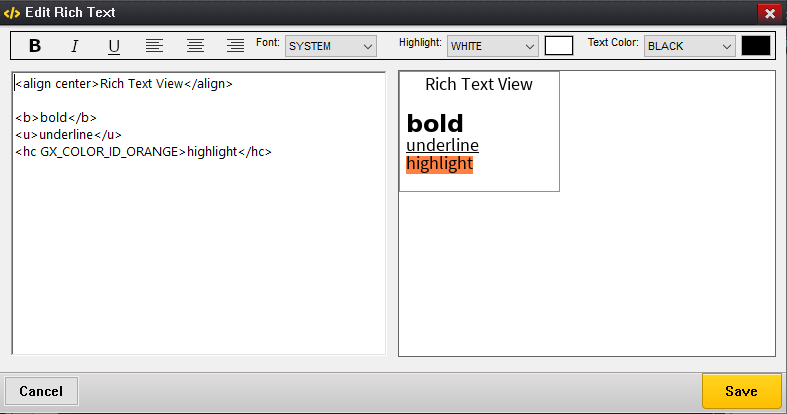 </> Edit Rich Text
B I U Font: SYSTEM Highlight: WHITE Text Color: BLACK
<align center>Rich Text View</align>
<b>bold</b>
<u>underline</u>
<hc GX_COLOR_ID_ORANGE>highlight</hc>
Rich Text View
bold
underline
highlight
Cancel
Save